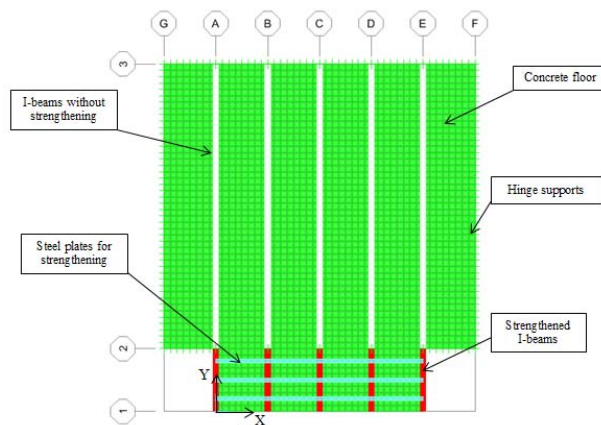 G A B C D E F
3
Concrete floor
I-beams without
strengthening
Hinge supports
Steel plates for
strengthening
Strengthened
I-beams
2
Y
1
X